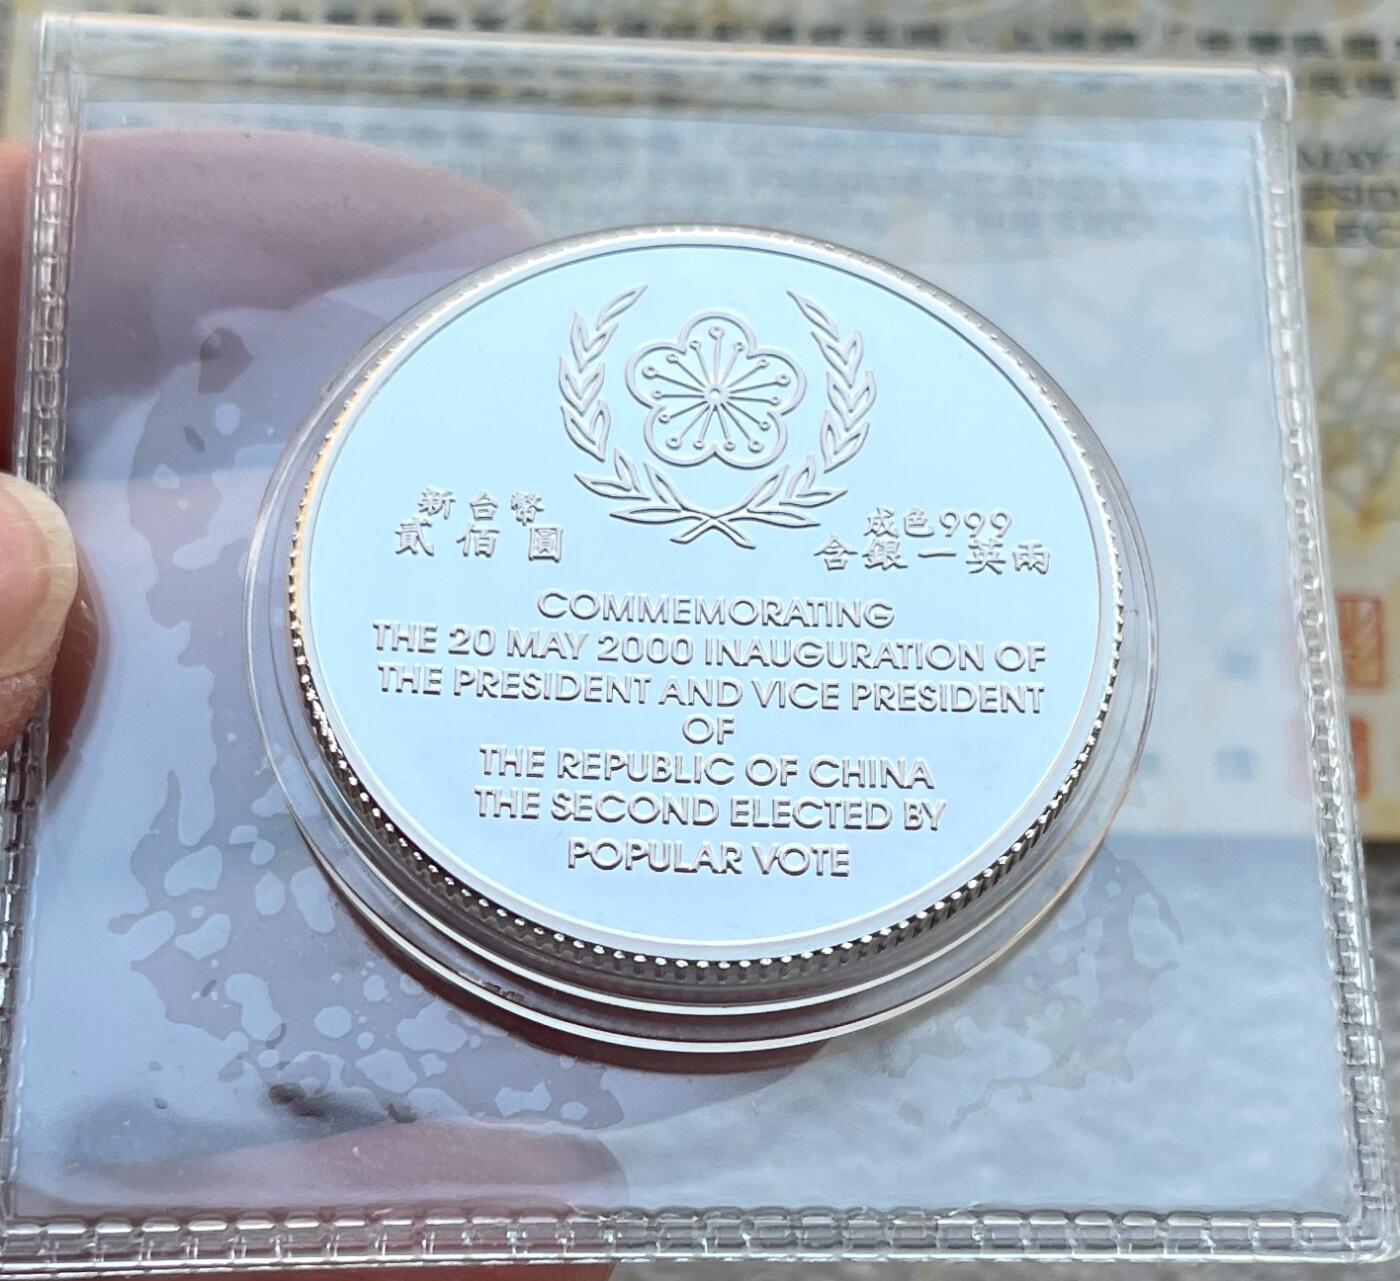 新台幣
貳佰圓
成色999
含銀一英兩
COMMEMORATING
THE 20 MAY 2000 INAUGURATION OF
THE PRESIDENT AND VICE PRESIDENT
OF
THE REPUBLIC OF CHINA
THE SECOND ELECTED BY
POPULAR VOTE